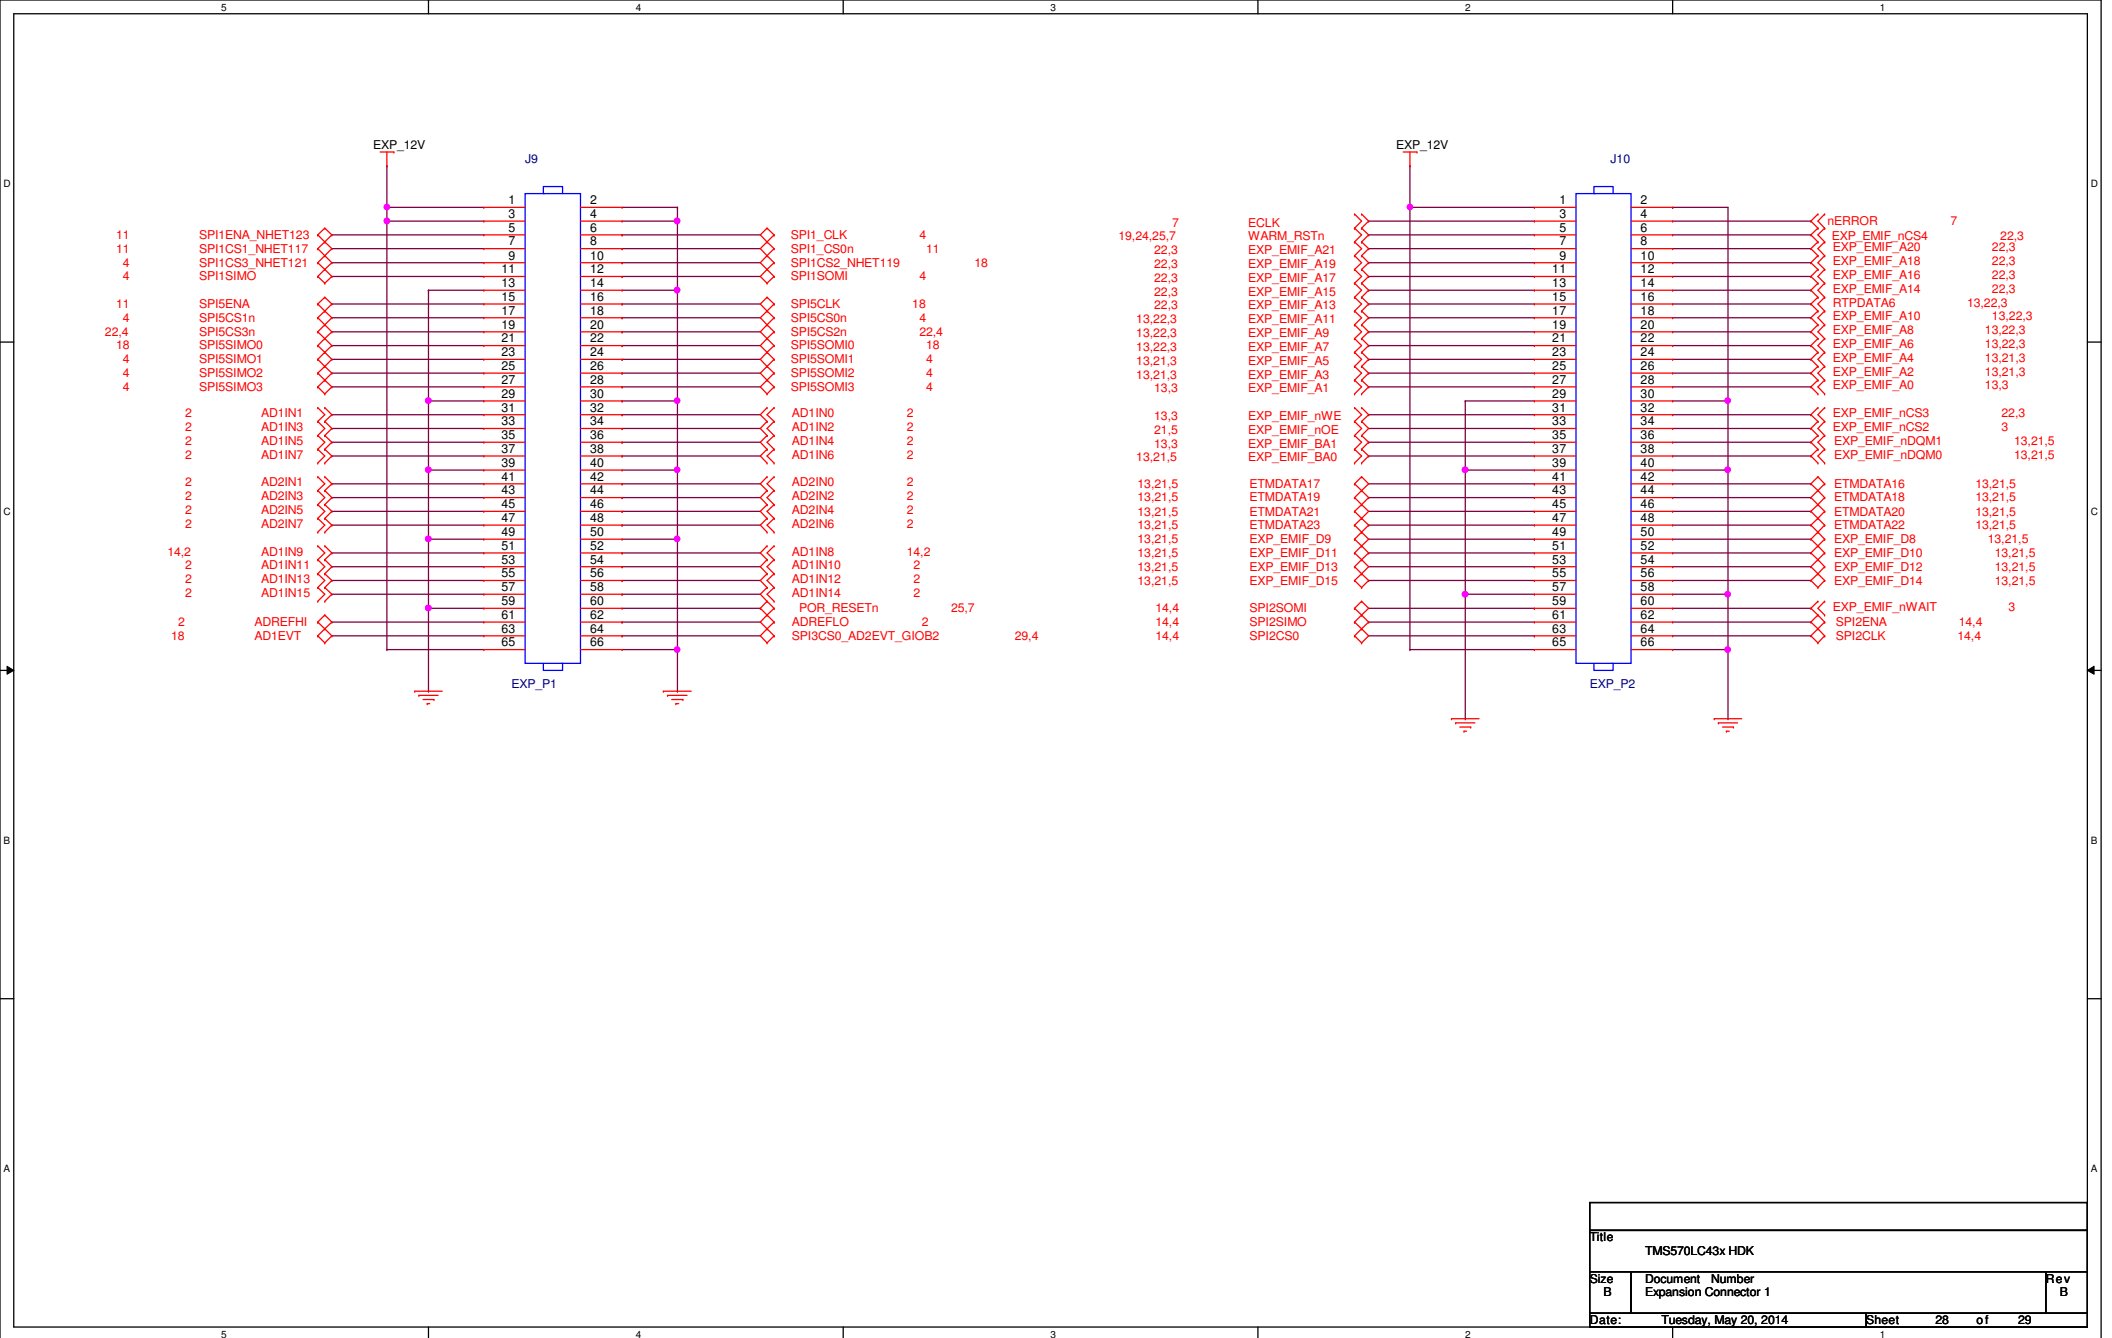 5 4 3 2 1
EXP_12V
J9
EXP_12V
J10
D D
1 2
3 4
11 SPI1ENA_NHET123 5 6 SPI1_CLK 4
11 SPI1CS1_NHET117 7 8 SPI1_CS0n 11
4 SPI1CS3_NHET121 9 10 SPI1CS2_NHET119 18
4 SPI1SIMO 11 12 SPI1SOMI 4
13 14
11 SPI5ENA 15 16 SPI5CLK 18
4 SPI5CS1n 17 18 SPI5CS0n 4
22,4 SPI5CS3n 19 20 SPI5CS2n 22,4
18 SPI5SIMO0 21 22 SPI5SOMI0 18
4 SPI5SIMO1 23 24 SPI5SOMI1 4
4 SPI5SIMO2 25 26 SPI5SOMI2 4
4 SPI5SIMO3 27 28 SPI5SOMI3 4
29 30
2 AD1IN1 31 32 AD1IN0 2
2 AD1IN3 33 34 AD1IN2 2
2 AD1IN5 35 36 AD1IN4 2
2 AD1IN7 37 38 AD1IN6 2
39 40
2 AD2IN1 41 42 AD2IN0 2
2 AD2IN3 43 44 AD2IN2 2
2 AD2IN5 45 46 AD2IN4 2
2 AD2IN7 47 48 AD2IN6 2
49 50
14,2 AD1IN9 51 52 AD1IN8 14,2
2 AD1IN11 53 54 AD1IN10 2
2 AD1IN13 55 56 AD1IN12 2
2 AD1IN15 57 58 AD1IN14 2
59 60 POR_RESETn 25,7
2 ADREFHI 61 62 ADREFLO 2
18 AD1EVT 63 64 SPI3CS0_AD2EVT_GIOB2 29,4
65 66
EXP_P1
1 2
7 ECLK 3 4 nERROR 7
19,24,25,7 WARM_RSTn 5 6 EXP_EMIF_nCS4 22,3
22,3 EXP_EMIF_A21 7 8 EXP_EMIF_A20 22,3
22,3 EXP_EMIF_A19 9 10 EXP_EMIF_A18 22,3
22,3 EXP_EMIF_A17 11 12 EXP_EMIF_A16 22,3
22,3 EXP_EMIF_A15 13 14 EXP_EMIF_A14 22,3
22,3 EXP_EMIF_A13 15 16 RTPDATA6 13,22,3
13,22,3 EXP_EMIF_A11 17 18 EXP_EMIF_A10 13,22,3
13,22,3 EXP_EMIF_A9 19 20 EXP_EMIF_A8 13,22,3
13,22,3 EXP_EMIF_A7 21 22 EXP_EMIF_A6 13,22,3
13,21,3 EXP_EMIF_A5 23 24 EXP_EMIF_A4 13,21,3
13,21,3 EXP_EMIF_A3 25 26 EXP_EMIF_A2 13,21,3
13,3 EXP_EMIF_A1 27 28 EXP_EMIF_A0 13,3
29 30
13,3 EXP_EMIF_nWE 31 32 EXP_EMIF_nCS3 22,3
21,5 EXP_EMIF_nOE 33 34 EXP_EMIF_nCS2 3
13,3 EXP_EMIF_BA1 35 36 EXP_EMIF_nDQM1 13,21,5
13,21,5 EXP_EMIF_BA0 37 38 EXP_EMIF_nDQM0 13,21,5
39 40
13,21,5 ETMDATA17 41 42 ETMDATA16 13,21,5
13,21,5 ETMDATA19 43 44 ETMDATA18 13,21,5
13,21,5 ETMDATA21 45 46 ETMDATA20 13,21,5
13,21,5 ETMDATA23 47 48 ETMDATA22 13,21,5
13,21,5 EXP_EMIF_D9 49 50 EXP_EMIF_D8 13,21,5
13,21,5 EXP_EMIF_D11 51 52 EXP_EMIF_D10 13,21,5
13,21,5 EXP_EMIF_D13 53 54 EXP_EMIF_D12 13,21,5
13,21,5 EXP_EMIF_D15 55 56 EXP_EMIF_D14 13,21,5
57 58
14,4 SPI2SOMI 59 60 EXP_EMIF_nWAIT 3
14,4 SPI2SIMO 61 62 SPI2ENA 14,4
14,4 SPI2CS0 63 64 SPI2CLK 14,4
65 66
EXP_P2
C C
B B
A A
Title
TMS570LC43x HDK
Size Document Number Rev
B Expansion Connector 1 B
Date: Tuesday, May 20, 2014 Sheet 28 of 29
5 4 3 2 1